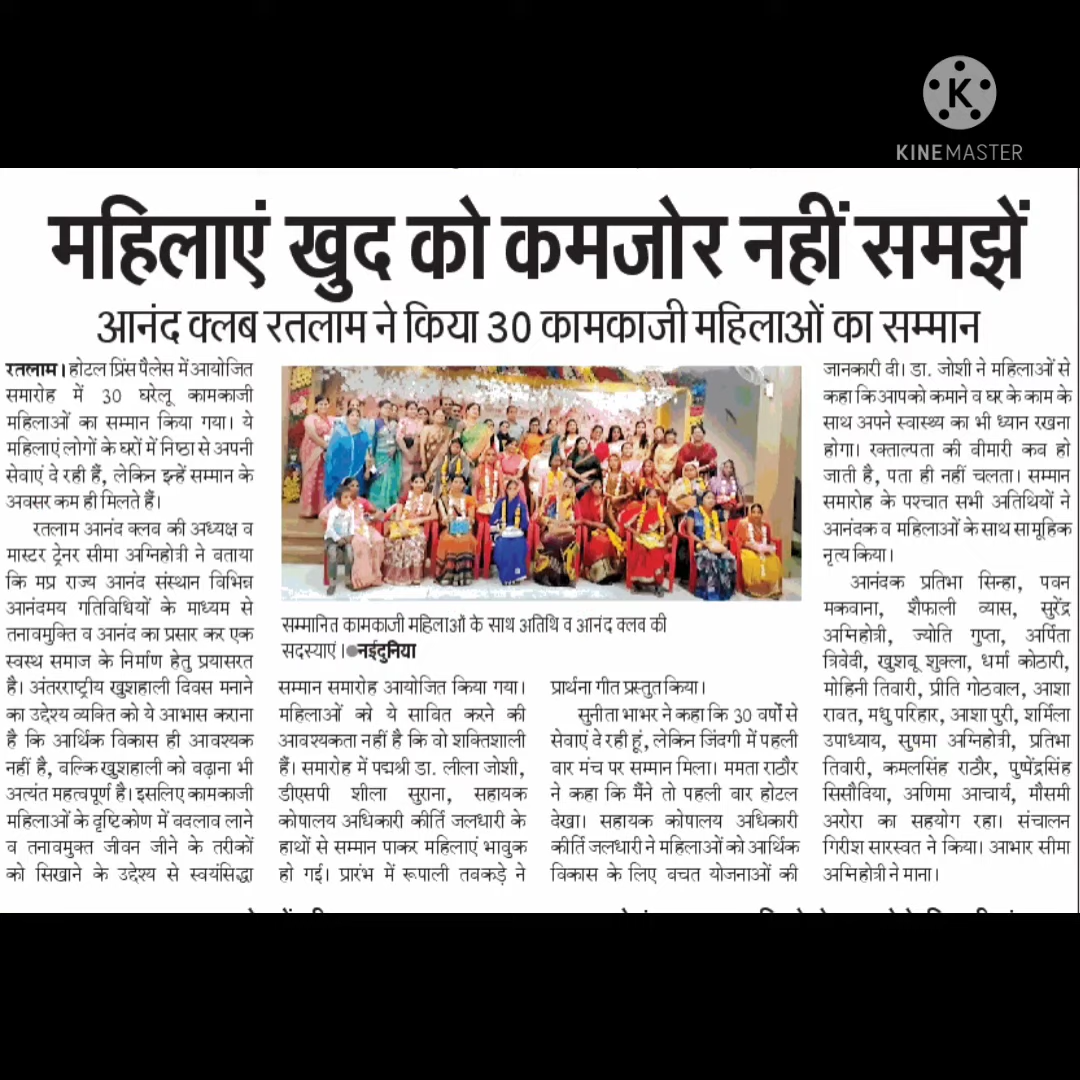 K
KINEMASTER
महिलाएं खुद को कमजोर नहीं समझें
आनंद क्लब रतलाम ने किया 30 कामकाजी महिलाओं का सम्मान
रतलाम। होटल प्रिंस पैलेस में आयोजित
समारोह में 30 घरेलू कामकाजी
महिलाओं का सम्मान किया गया। ये
महिलाएं लोगों के घरों में निष्ठा से अपनी
सेवाएं दे रही हैं, लेकिन इन्हें सम्मान के
अवसर कम ही मिलते हैं।
रतलाम आनंद क्लब की अध्यक्ष व
मास्टर ट्रेनर सीमा अग्निहोत्री ने बताया
कि मप्र राज्य आनंद संस्थान विभिन्न
आनंदमय गतिविधियों के माध्यम से
तनावमुक्ति व आनंद का प्रसार कर एक
स्वस्थ समाज के निर्माण हेतु प्रयासरत
है। अंतरराष्ट्रीय खुशहाली दिवस मनाने
का उद्देश्य व्यक्ति को ये आभास कराना
है कि आर्थिक विकास ही आवश्यक
नहीं है, बल्कि खुशहाली को बढ़ाना भी
अत्यंत महत्वपूर्ण है। इसलिए कामकाजी
महिलाओं के दृष्टिकोण में बदलाव लाने
व तनावमुक्त जीवन जीने के तरीकों
को सिखाने के उद्देश्य से स्वयंसिद्धा
सम्मानित कामकाजी महिलाओं के साथ अतिथि व आनंद क्लब की
सदस्याएं। ●नईदुनिया
सम्मान समारोह आयोजित किया गया।
महिलाओं को ये साबित करने की
आवश्यकता नहीं है कि वो शक्तिशाली
हैं। समारोह में पद्मश्री डा. लीला जोशी,
डीएसपी शीला सुराना, सहायक
कोपालय अधिकारी कीर्ति जलधारी के
हाथों से सम्मान पाकर महिलाएं भावुक
हो गई। प्रारंभ में रूपाली तबकड़े ने
प्रार्थना गीत प्रस्तुत किया।
सुनीता भाभर ने कहा कि 30 वर्षों से
सेवाएं दे रही हूं, लेकिन जिंदगी में पहली
बार मंच पर सम्मान मिला। ममता राठौर
ने कहा कि मैंने तो पहली बार होटल
देखा। सहायक कोपालय अधिकारी
कीर्ति जलधारी ने महिलाओं को आर्थिक
विकास के लिए बचत योजनाओं की
जानकारी दी। डा. जोशी ने महिलाओं से
कहा कि आपको कमाने व घर के काम के
साथ अपने स्वास्थ्य का भी ध्यान रखना
होगा। रक्ताल्पता की बीमारी कब हो
जाती है, पता ही नहीं चलता। सम्मान
समारोह के पश्चात सभी अतिथियों ने
आनंदक व महिलाओं के साथ सामूहिक
नृत्य किया।
आनंदक प्रतिभा सिन्हा, पवन
मकवाना, शैफाली व्यास, सुरेंद्र
अग्निहोत्री, ज्योति गुप्ता, अर्पिता
त्रिवेदी, खुशबू शुक्ला, धर्मा कोठारी,
मोहिनी तिवारी, प्रीति गोठवाल, आशा
रावत, मधु परिहार, आशा पुरी, शर्मिला
उपाध्याय, सुषमा अग्निहोत्री, प्रतिभा
तिवारी, कमलसिंह राठौर, पुष्पेंद्रसिंह
सिसौदिया, अणिमा आचार्य, मौसमी
अरोरा का सहयोग रहा। संचालन
गिरीश सारस्वत ने किया। आभार सीमा
अग्निहोत्री ने माना।